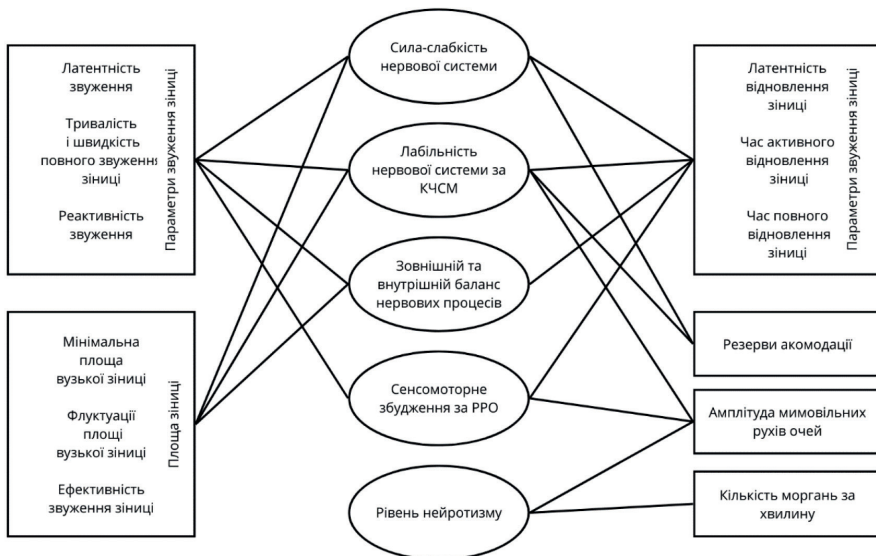 Латентність
звуження
Тривалість
і швидкість
повного звуження
зіниці
Реактивність
звуження
Параметри звуження зіниці
Мінімальна
площа
вузької зіниці
Флуктуації
площі
вузької зіниці
Ефективність
звуження зіниці
Площа зіниці
Сила-слабкість
нервової системи
Лабільність
нервової системи за
КЧСМ
Зовнішній та
внутрішній баланс
нервових процесів
Сенсомоторне
збудження за РРО
Рівень нейротизму
Латентність
відновлення
зіниці
Час активного
відновлення
зіниці
Час повного
відновлення
зіниці
Параметри звуження зіниці
Резерви акомодації
Амплітуда мимовільних
рухів очей
Кількість моргань за
хвилину